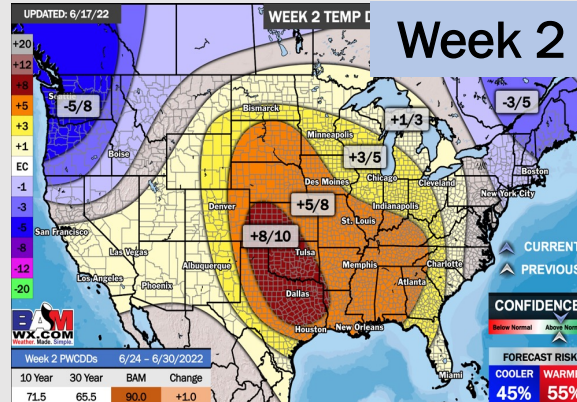 UPDATED: 6/17/22
WEEK 2 TEMP D
Week 2
+20
+12
+8
+5
+3
+1
EC
-1
-3
-5
-8
-12
-20
-5/8
+1/3
-3/5
+3/5
+5/8
+8/10
Seattle
Boise
Bismarck
Minneapolis
Boston
New York City
Cleveland
Chicago
Des Moines
Indianapolis
Denver
St. Louis
San Francisco
Las Vegas
Los Angeles
Phoenix
Albuquerque
Tulsa
Memphis
Charlotte
Atlanta
Dallas
Houston
New Orleans
Miami
CURRENT
PREVIOUS
CONFIDENCE
Below Normal Above Norm
FORECAST RISK
COOLER WARME
45% 55%
BAM
WX.COM
Weather. Made. Simple.
Week 2 PWCDDs 6/24 – 6/30/2022
10 Year 30 Year BAM Change
71.5 65.5 90.0 +1.0